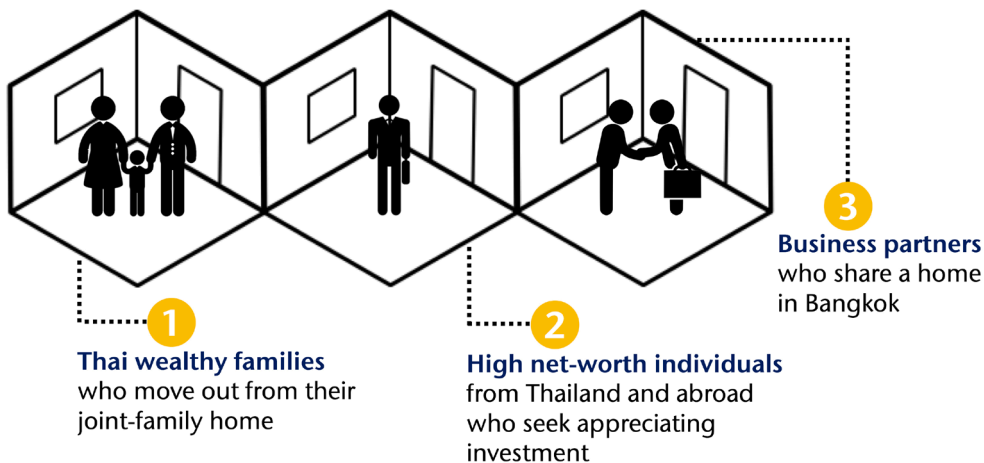 1
Thai wealthy families
who move out from their
joint-family home
2
High net-worth individuals
from Thailand and abroad
who seek appreciating
investment
3
Business partners
who share a home
in Bangkok